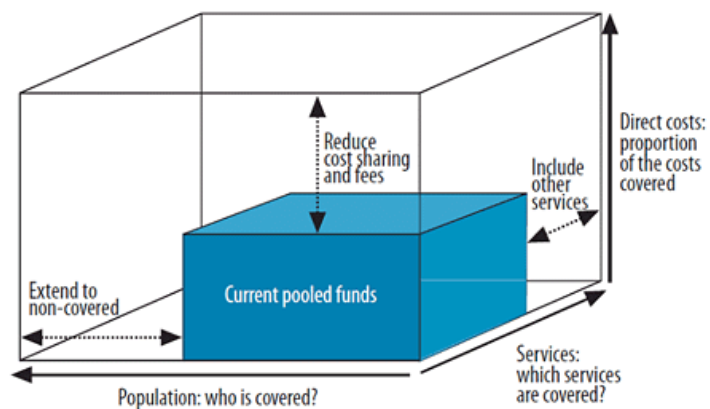 Direct costs:
proportion
of the costs
covered
Reduce
cost sharing
and fees
Include
other
services
Extend to
non-covered
Current pooled funds
Services:
which services
are covered?
Population: who is covered?